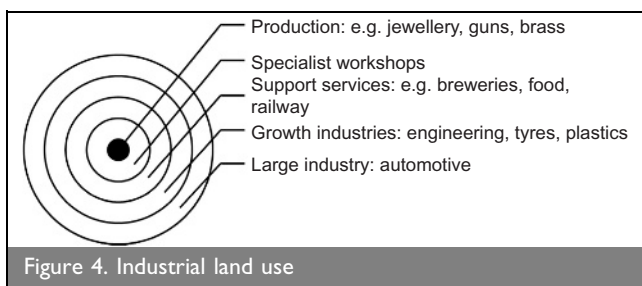 Production: e.g. jewellery, guns, brass
Specialist workshops
Support services: e.g. breweries, food,
railway
Growth industries: engineering, tyres, plastics
Large industry: automotive
Figure 4. Industrial land use